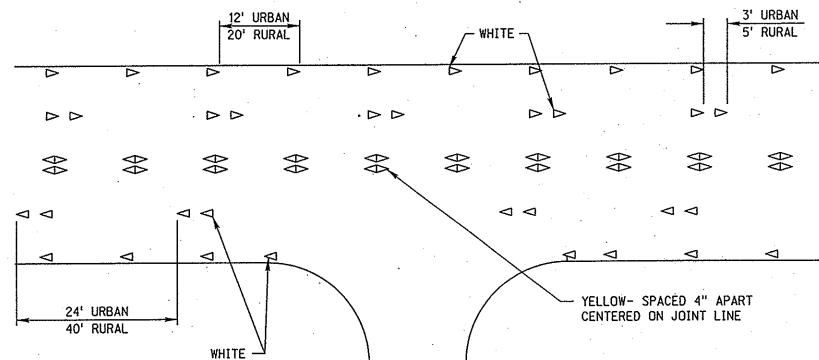 12' URBAN
20' RURAL
WHITE
3' URBAN
5' RURAL
24' URBAN
40' RURAL
WHITE
YELLOW- SPACED 4" APART
CENTERED ON JOINT LINE